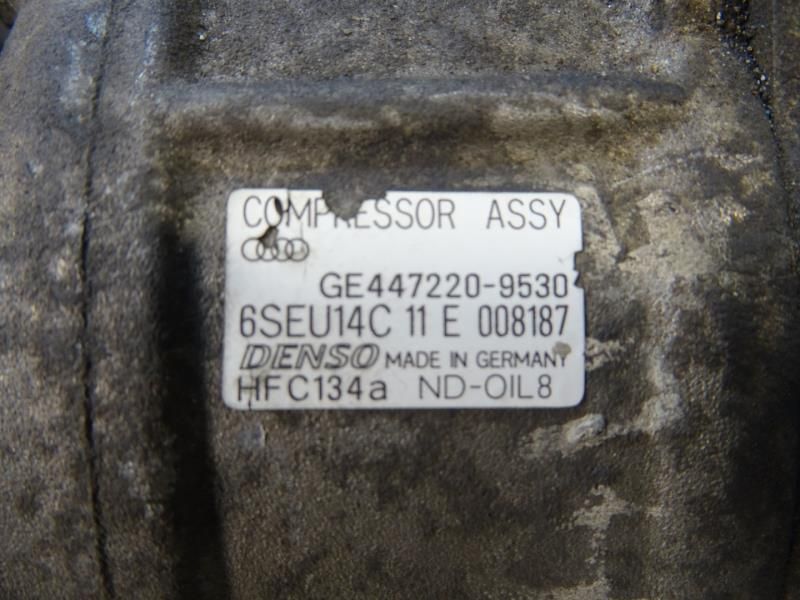 COMPRESSOR ASSY
GE447220-9530
6SEU14C 11 E 008187
DENSO MADE IN GERMANY
HFC134a ND-OIL8